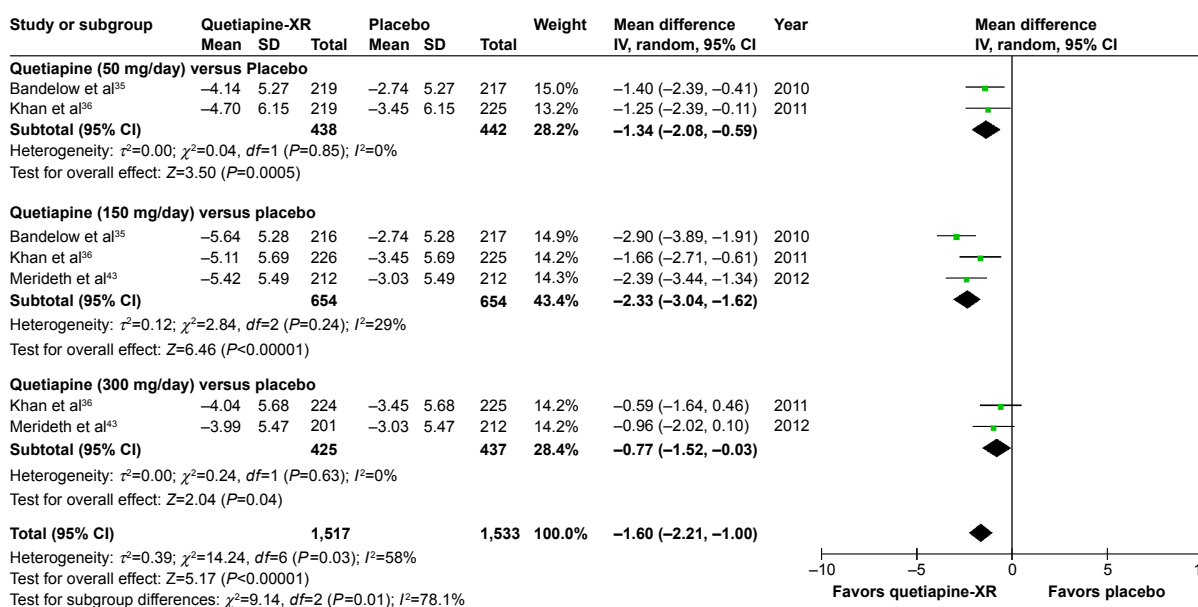 Study or subgroup Quetiapine-XR Placebo Weight Mean difference Year Mean difference
Mean SD Total Mean SD Total IV, random, 95% CI IV, random, 95% CI
Quetiapine (50 mg/day) versus Placebo
Bandelow et al³⁵ –4.14 5.27 219 –2.74 5.27 217 15.0% –1.40 (–2.39, –0.41) 2010
Khan et al³⁶ –4.70 6.15 219 –3.45 6.15 225 13.2% –1.25 (–2.39, –0.11) 2011
Subtotal (95% CI) 438 442 28.2% –1.34 (–2.08, –0.59)
Heterogeneity: τ²=0.00; χ²=0.04, df=1 (P=0.85); I²=0%
Test for overall effect: Z=3.50 (P=0.0005)
Quetiapine (150 mg/day) versus placebo
Bandelow et al³⁵ –5.64 5.28 216 –2.74 5.28 217 14.9% –2.90 (–3.89, –1.91) 2010
Khan et al³⁶ –5.11 5.69 226 –3.45 5.69 225 14.2% –1.66 (–2.71, –0.61) 2011
Merideth et al⁴³ –5.42 5.49 212 –3.03 5.49 212 14.3% –2.39 (–3.44, –1.34) 2012
Subtotal (95% CI) 654 654 43.4% –2.33 (–3.04, –1.62)
Heterogeneity: τ²=0.12; χ²=2.84, df=2 (P=0.24); I²=29%
Test for overall effect: Z=6.46 (P<0.00001)
Quetiapine (300 mg/day) versus placebo
Khan et al³⁶ –4.04 5.68 224 –3.45 5.68 225 14.2% –0.59 (–1.64, 0.46) 2011
Merideth et al⁴³ –3.99 5.47 201 –3.03 5.47 212 14.2% –0.96 (–2.02, 0.10) 2012
Subtotal (95% CI) 425 437 28.4% –0.77 (–1.52, –0.03)
Heterogeneity: τ²=0.00; χ²=0.24, df=1 (P=0.63); I²=0%
Test for overall effect: Z=2.04 (P=0.04)
Total (95% CI) 1,517 1,533 100.0% –1.60 (–2.21, –1.00)
Heterogeneity: τ²=0.39; χ²=14.24, df=6 (P=0.03); I²=58%
Test for overall effect: Z=5.17 (P<0.00001)
Test for subgroup differences: χ²=9.14, df=2 (P=0.01); I²=78.1%
–10 –5 0 5
Favors quetiapine-XR Favors placebo